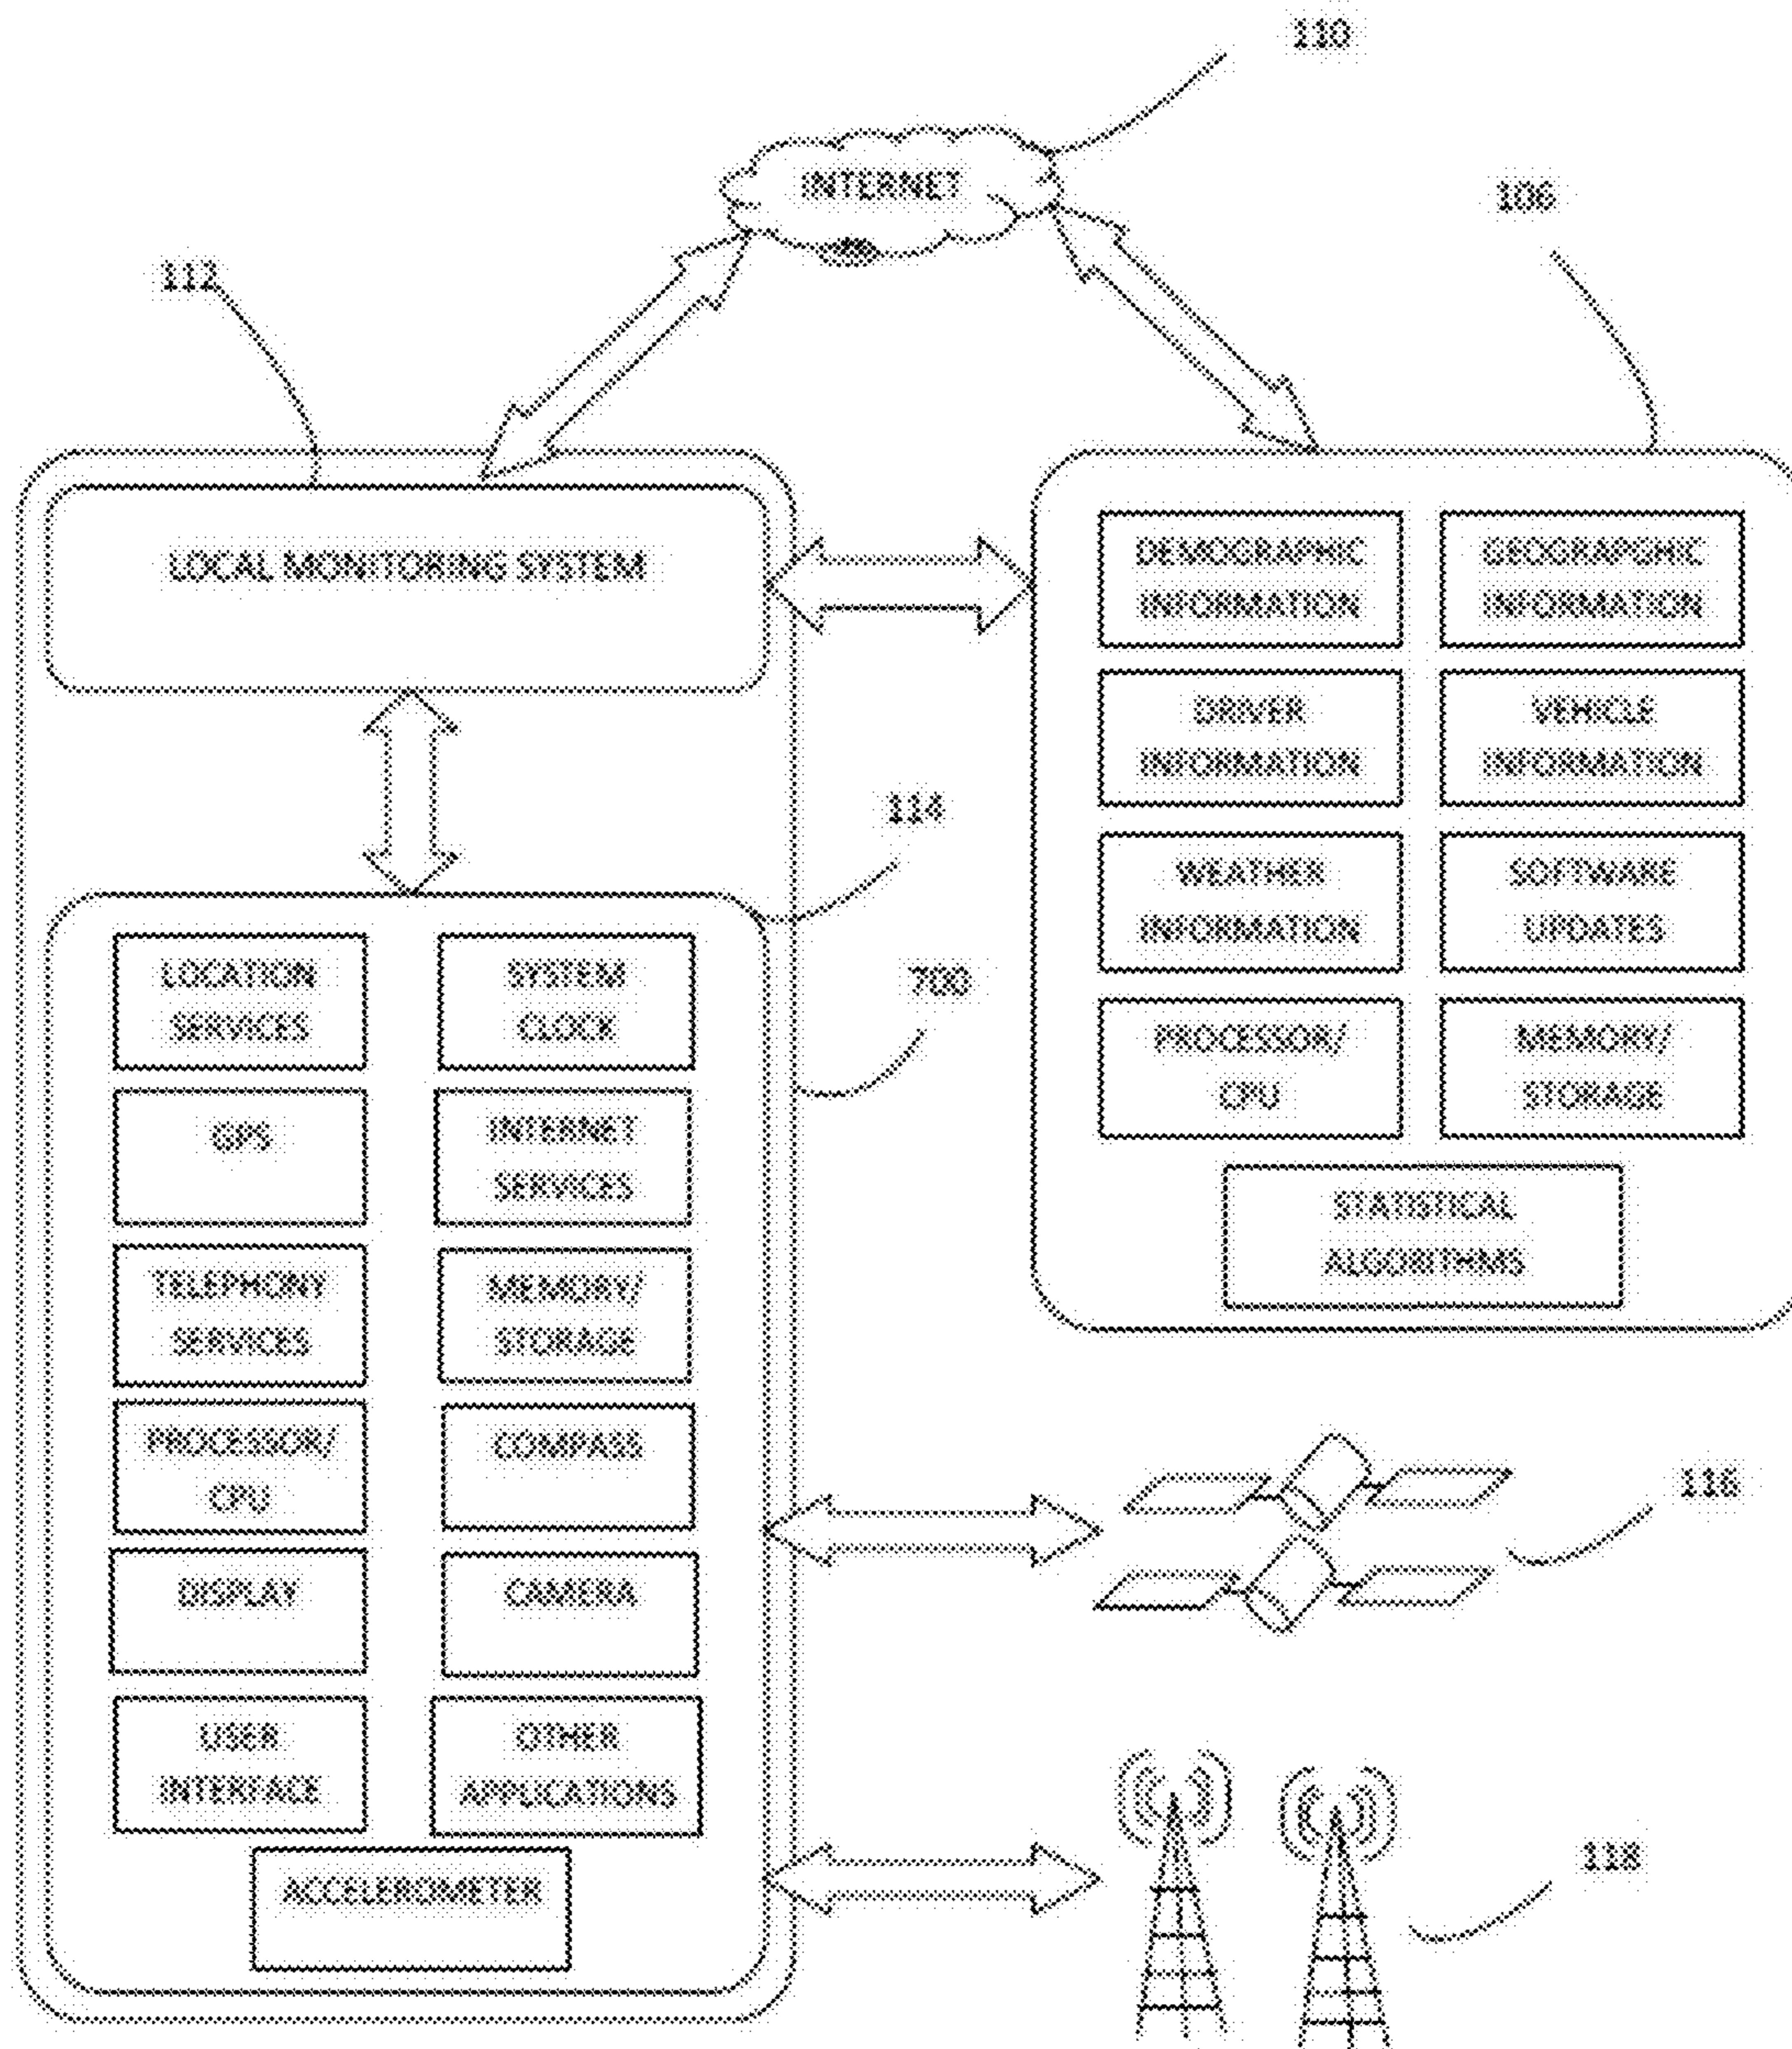 110
INTERNET
106
112
LOCAL MONITORING SYSTEM
DEMOGRAPHIC
INFORMATION
GEOGRAPGHIC
INFORMATION
DRIVER
INFORMATION
VEHICLE
INFORMATION
WEATHER
INFORMATION
SOFTWARE
UPDATES
PROCESSOR/
CPU
MEMORY/
STORAGE
STATISTICAL
ALGORITHMS
114
700
LOCATION
SERVICES
SYSTEM
CLOCK
GPS
INTERNET
SERVICES
TELEPHONY
SERVICES
MEMORY/
STORAGE
PROCESSOR/
CPU
COMPASS
DISPLAY
CAMERA
USER
INTERFACE
OTHER
APPLICATIONS
ACCELEROMETER
116
118